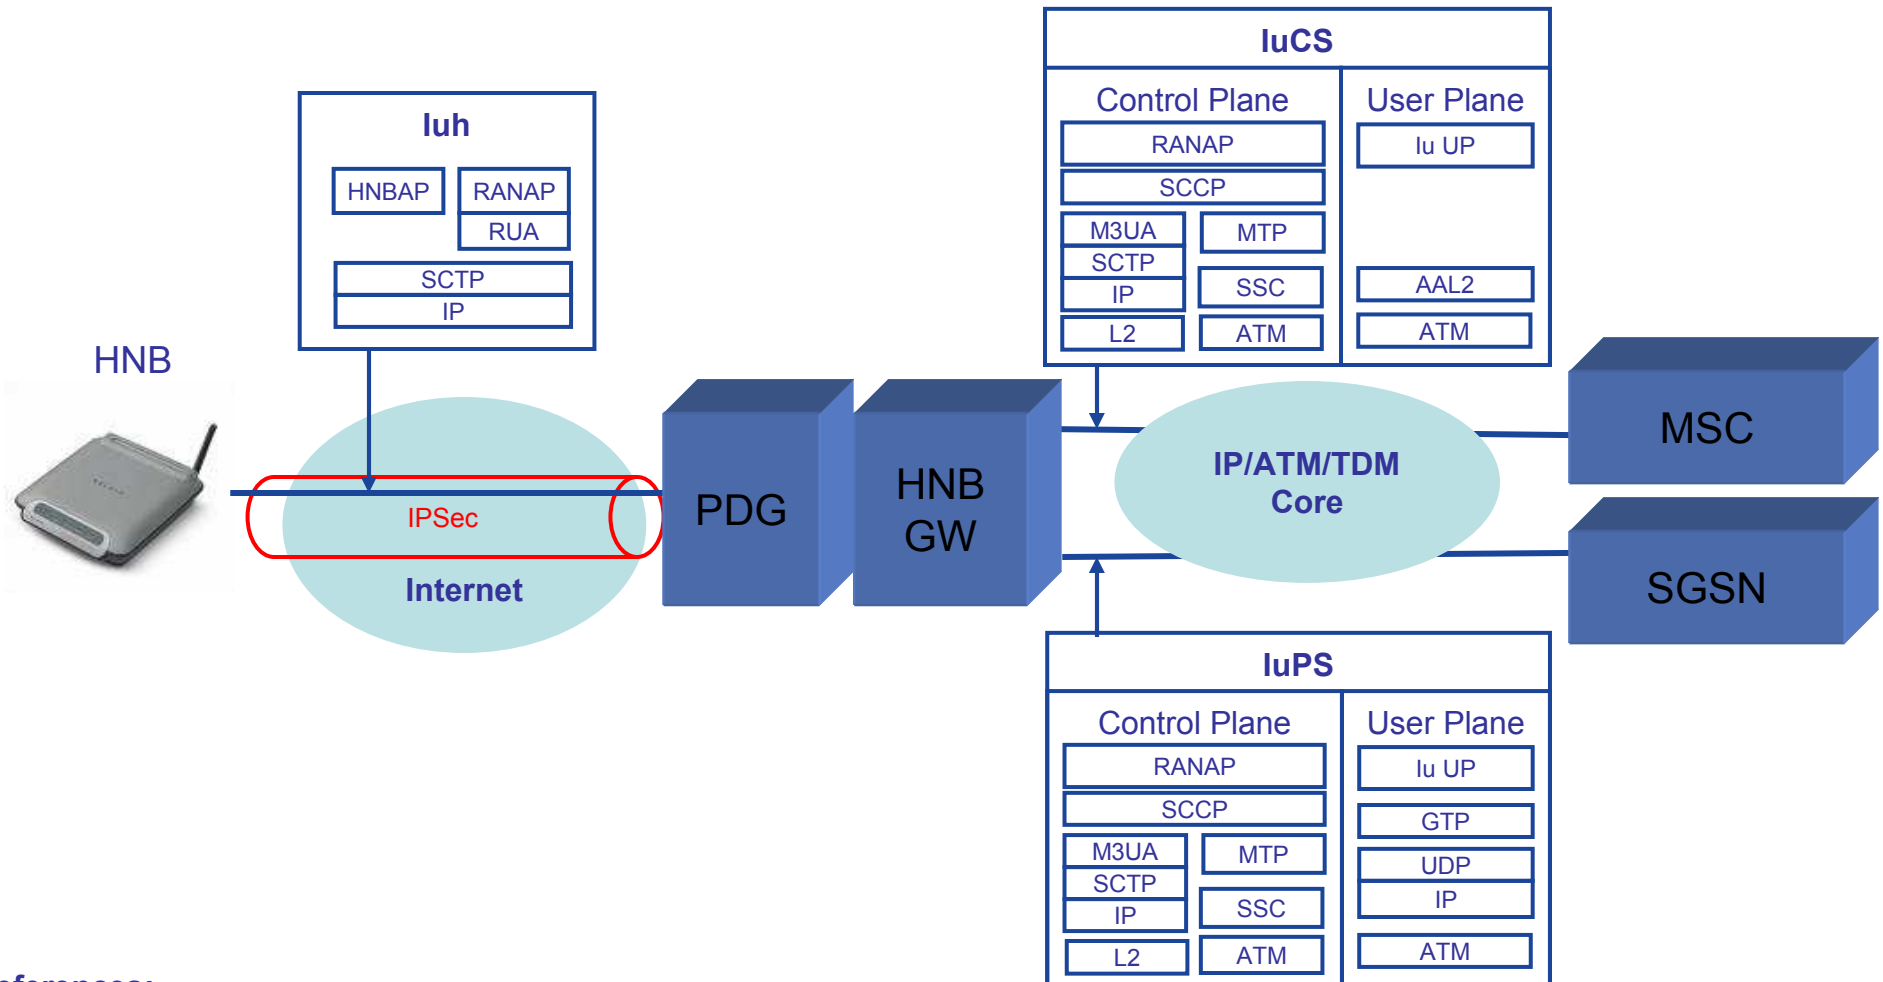 IuCS
Control Plane
User Plane
RANAP
Iu UP
SCCP
M3UA
MTP
SCTP
SSC
AAL2
IP
L2
ATM
ATM
Iuh
HNBAP
RANAP
RUA
SCTP
IP
HNB
IPSec
Internet
PDG
HNB
GW
IP/ATM/TDM
Core
MSC
SGSN
IuPS
Control Plane
User Plane
RANAP
Iu UP
SCCP
GTP
M3UA
MTP
UDP
SCTP
IP
IP
SSC
L2
ATM
ATM